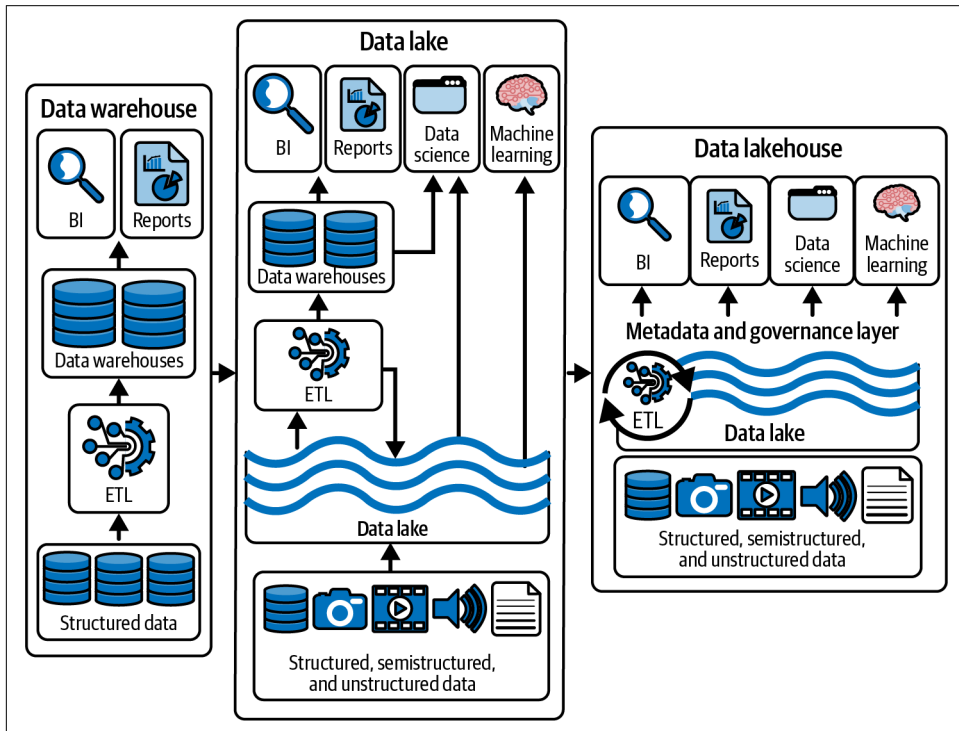 Data warehouse
BI
Reports
Data warehouses
ETL
Structured data
Data lake
BI
Reports
Data
science
Machine
learning
Data warehouses
ETL
Data lake
Structured, semistructured,
and unstructured data
Data lakehouse
BI
Reports
Data
science
Machine
learning
Metadata and governance layer
ETL
Data lake
Structured, semistructured,
and unstructured data